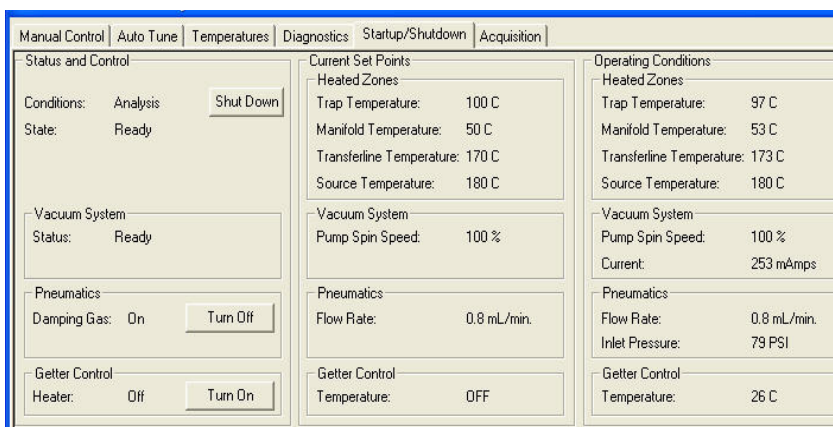 Manual Control Auto Tune Temperatures Diagnostics Startup/Shutdown Acquisition
Status and Control
Conditions: Analysis Shut Down
State: Ready
Vacuum System
Status: Ready
Pneumatics
Damping Gas: On Turn Off
Getter Control
Heater: Off Turn On
Current Set Points
Heated Zones
Trap Temperature: 100 C
Manifold Temperature: 50 C
Transferline Temperature: 170 C
Source Temperature: 180 C
Vacuum System
Pump Spin Speed: 100 %
Pneumatics
Flow Rate: 0.8 mL/min.
Getter Control
Temperature: OFF
Operating Conditions
Heated Zones
Trap Temperature: 97 C
Manifold Temperature: 53 C
Transferline Temperature: 173 C
Source Temperature: 180 C
Vacuum System
Pump Spin Speed: 100 %
Current: 253 mAmps
Pneumatics
Flow Rate: 0.8 mL/min.
Inlet Pressure: 79 PSI
Getter Control
Temperature: 26 C